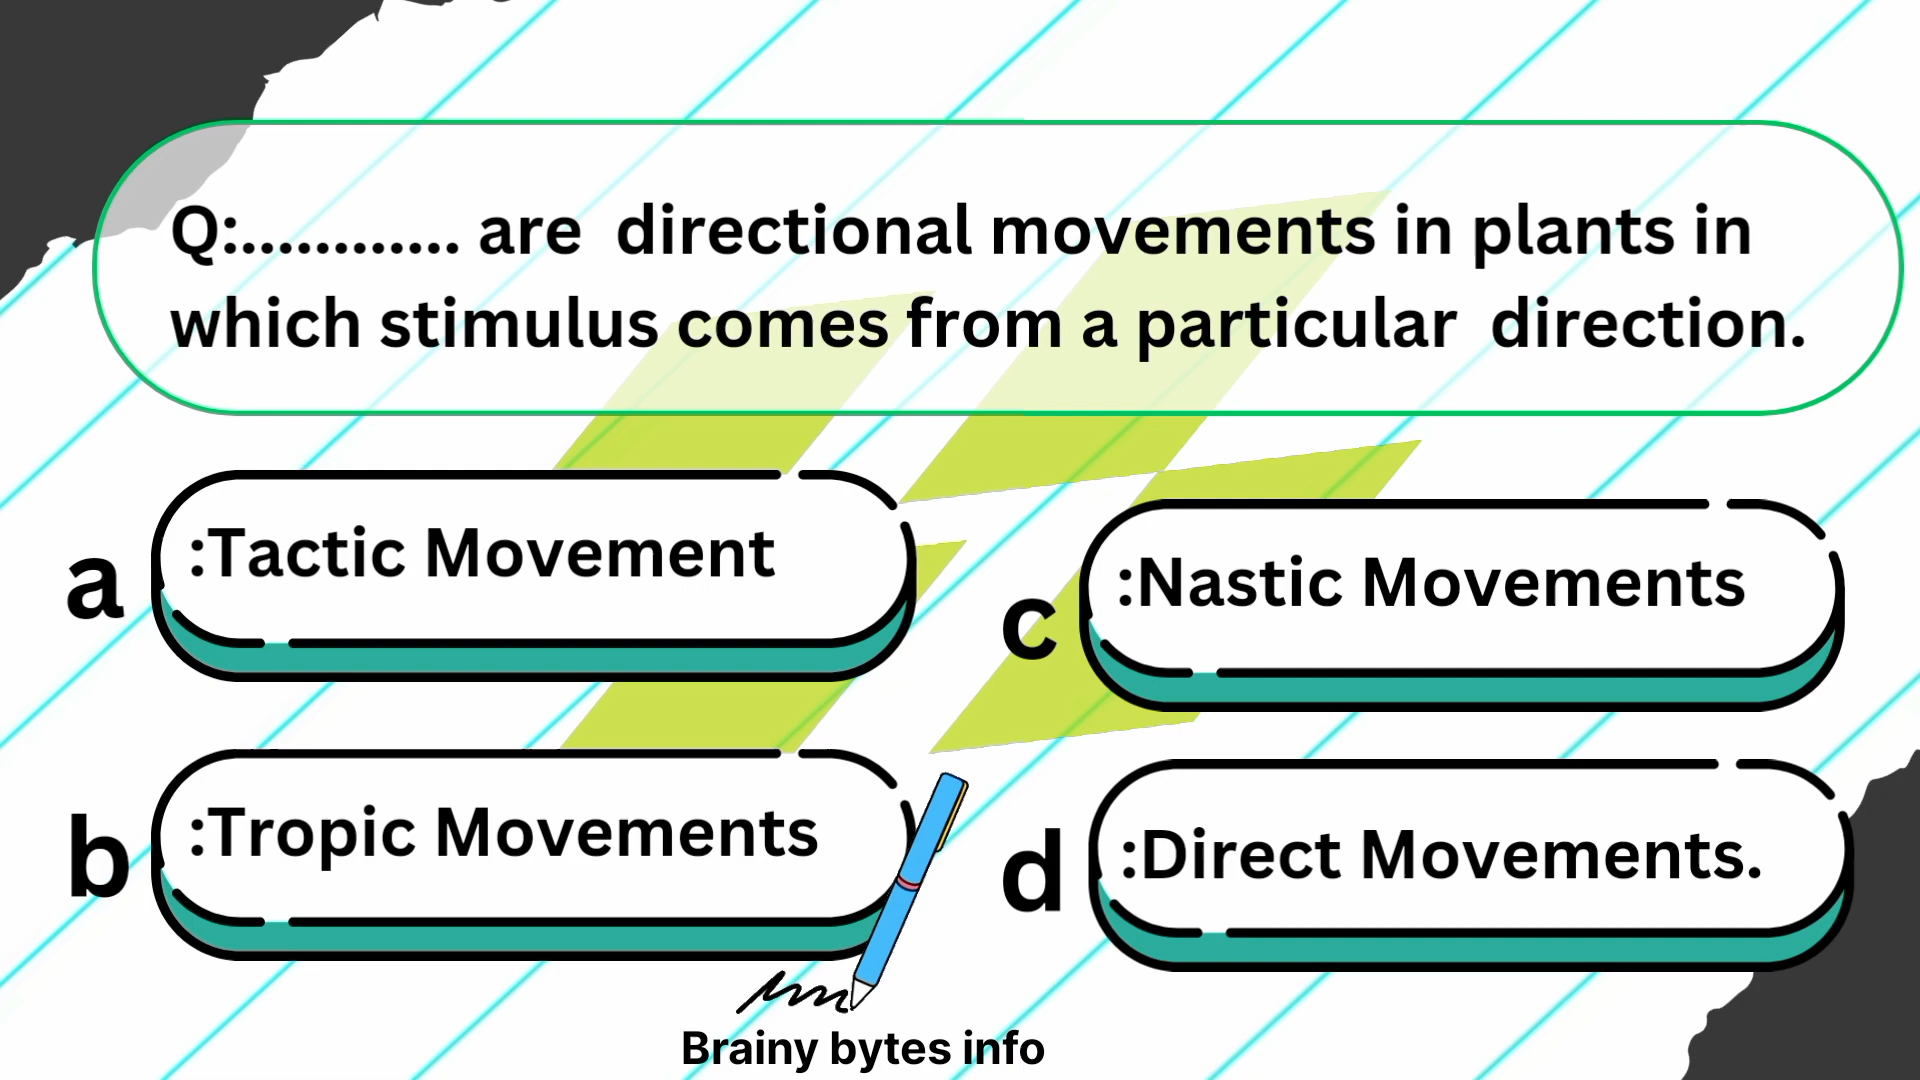 Q:............ are  directional movements in plants in
which stimulus comes from a particular  direction.
a :Tactic Movement
b :Tropic Movements
c :Nastic Movements
d :Direct Movements.
Brainy bytes info